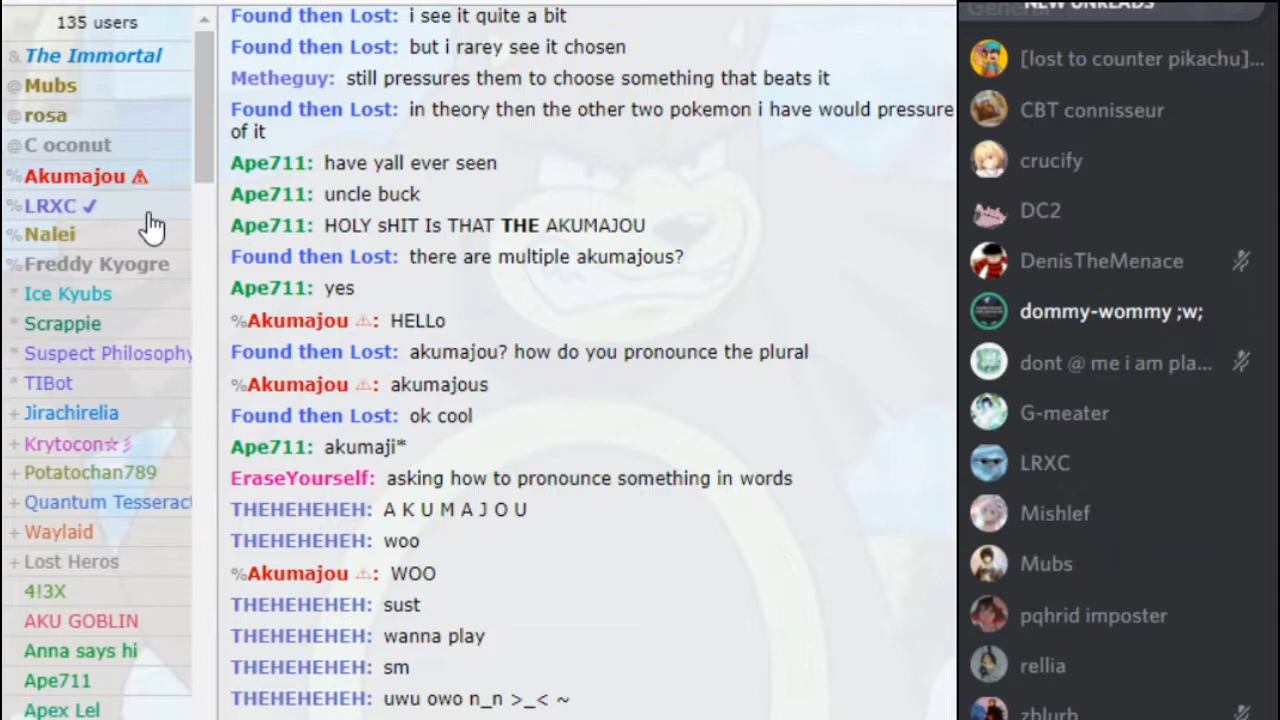 135 users
& The Immortal
@ Mubs
@ rosa
@ C oconut
% Akumajou ⚠
% LRXC ✓
% Nalei
% Freddy Kyogre
* Ice Kyubs
* Scrappie
* Suspect Philosophy
* TIBot
+ Jirachirelia
+ Krytocon☆彡
+ Potatochan789
+ Quantum Tesseract
+ Waylaid
+ Lost Heros
4!3X
AKU GOBLIN
Anna says hi
Ape711
Apex Lel
Found then Lost: i see it quite a bit
Found then Lost: but i rarey see it chosen
Metheguy: still pressures them to choose something that beats it
Found then Lost: in theory then the other two pokemon i have would pressure
of it
Ape711: have yall ever seen
Ape711: uncle buck
Ape711: HOLY sHIT Is THAT THE AKUMAJOU
Found then Lost: there are multiple akumajous?
Ape711: yes
%Akumajou ⚠: HELLo
Found then Lost: akumajou? how do you pronounce the plural
%Akumajou ⚠: akumajous
Found then Lost: ok cool
Ape711: akumaji*
EraseYourself: asking how to pronounce something in words
THEHEHEHEH: A K U M A J O U
THEHEHEHEH: woo
%Akumajou ⚠: WOO
THEHEHEHEH: sust
THEHEHEHEH: wanna play
THEHEHEHEH: sm
THEHEHEHEH: uwu owo n_n >_< ~
General
NEW UNREADS
[lost to counter pikachu]...
CBT connisseur
crucify
DC2
DenisTheMenace
dommy-wommy ;w;
dont @ me i am pla...
G-meater
LRXC
Mishlef
Mubs
pqhrid imposter
rellia
zblurb